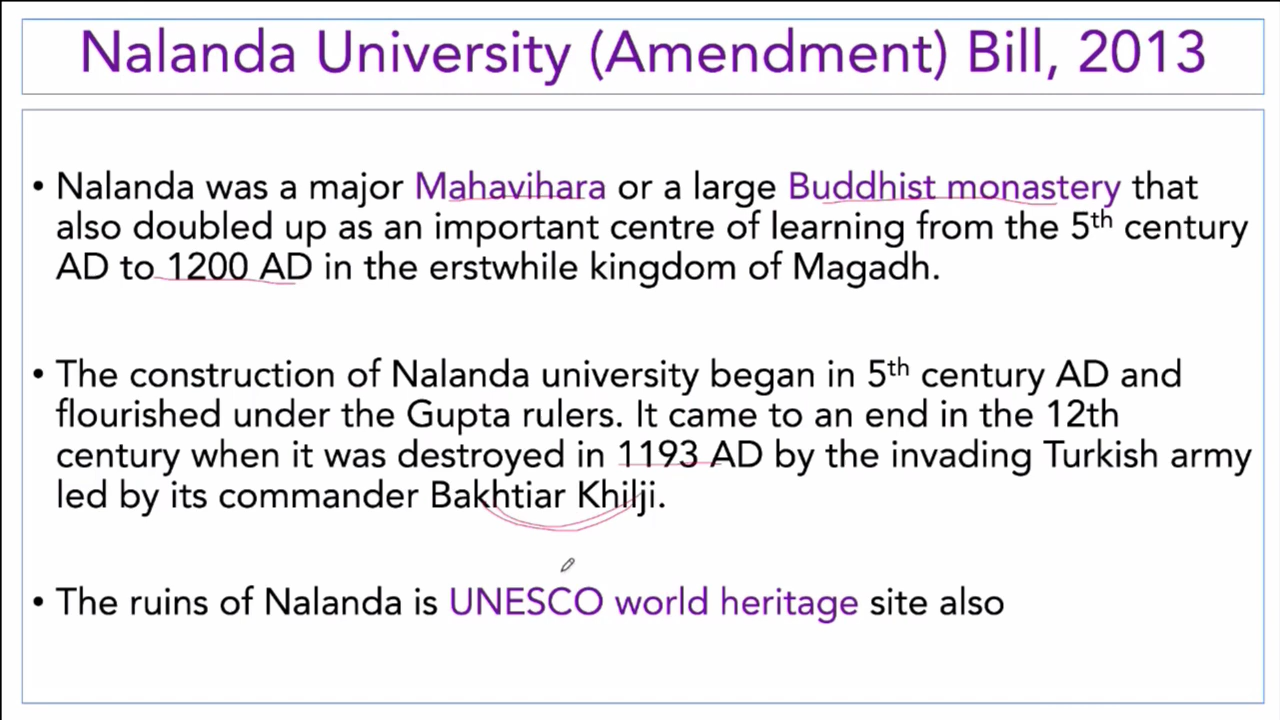 Nalanda University (Amendment) Bill, 2013
• Nalanda was a major Mahavihara or a large Buddhist monastery that
also doubled up as an important centre of learning from the 5th century
AD to 1200 AD in the erstwhile kingdom of Magadh.
• The construction of Nalanda university began in 5th century AD and
flourished under the Gupta rulers. It came to an end in the 12th
century when it was destroyed in 1193 AD by the invading Turkish army
led by its commander Bakhtiar Khilji.
• The ruins of Nalanda is UNESCO world heritage site also